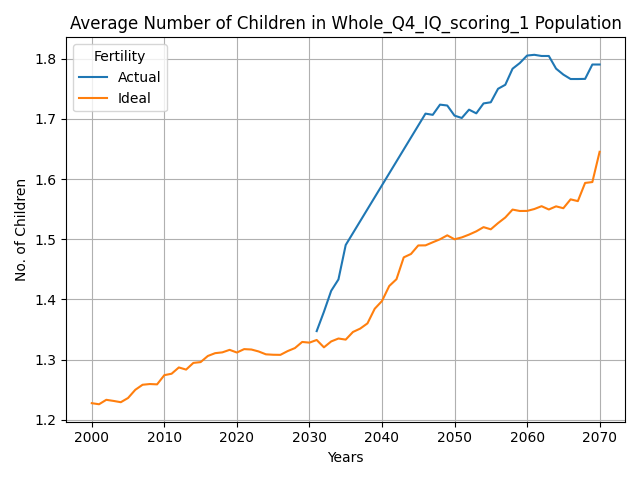 Average Number of Children in Whole_Q4_IQ_scoring_1 Population
Fertility
Actual
Ideal
No. of Children
1.8
1.7
1.6
1.5
1.4
1.3
1.2
2000 2010 2020 2030 2040 2050 2060 2070
Years